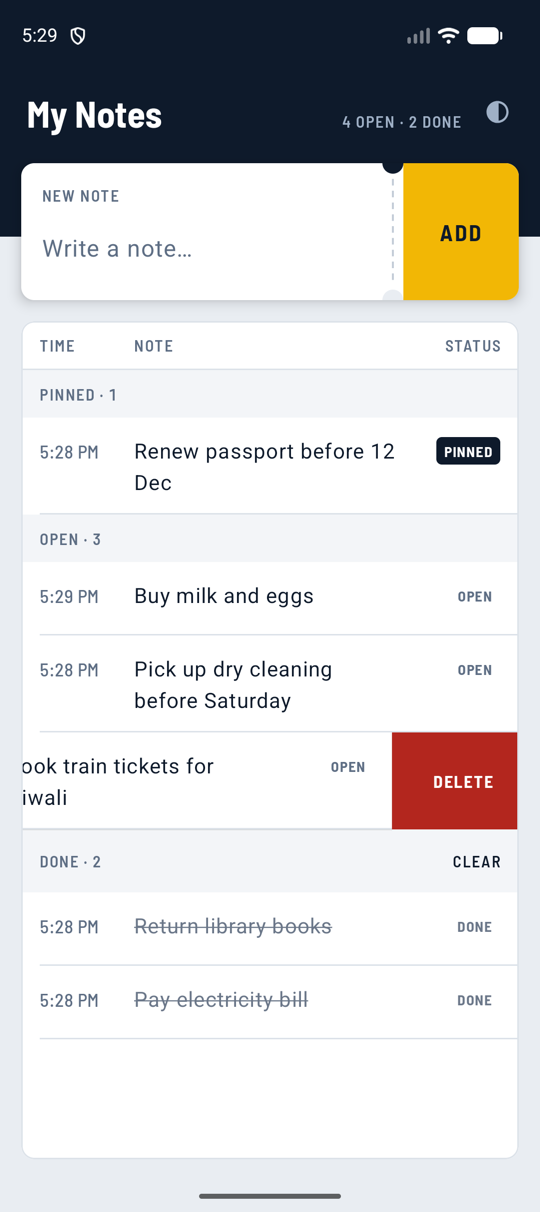 5:29
My Notes
4 OPEN · 2 DONE
NEW NOTE
Write a note…
ADD
TIME NOTE STATUS
PINNED · 1
5:28 PM Renew passport before 12 PINNED
Dec
OPEN · 3
5:29 PM Buy milk and eggs OPEN
5:28 PM Pick up dry cleaning OPEN
before Saturday
ook train tickets for OPEN DELETE
iwali
DONE · 2 CLEAR
5:28 PM Return library books DONE
5:28 PM Pay electricity bill DONE